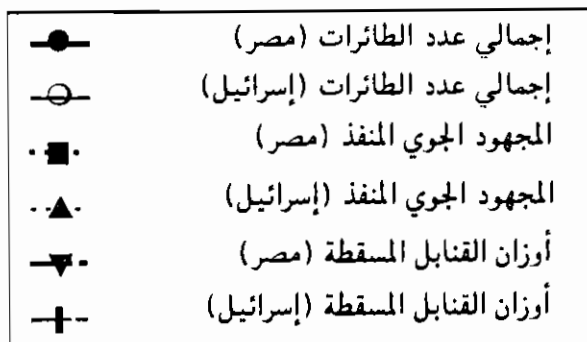 إجمالي عدد الطائرات (مصر)
إجمالي عدد الطائرات (إسرائيل)
المجهود الجوي المنفذ (مصر)
المجهود الجوي المنفذ (إسرائيل)
أوزان القنابل المسقطة (مصر)
أوزان القنابل المسقطة (إسرائيل)